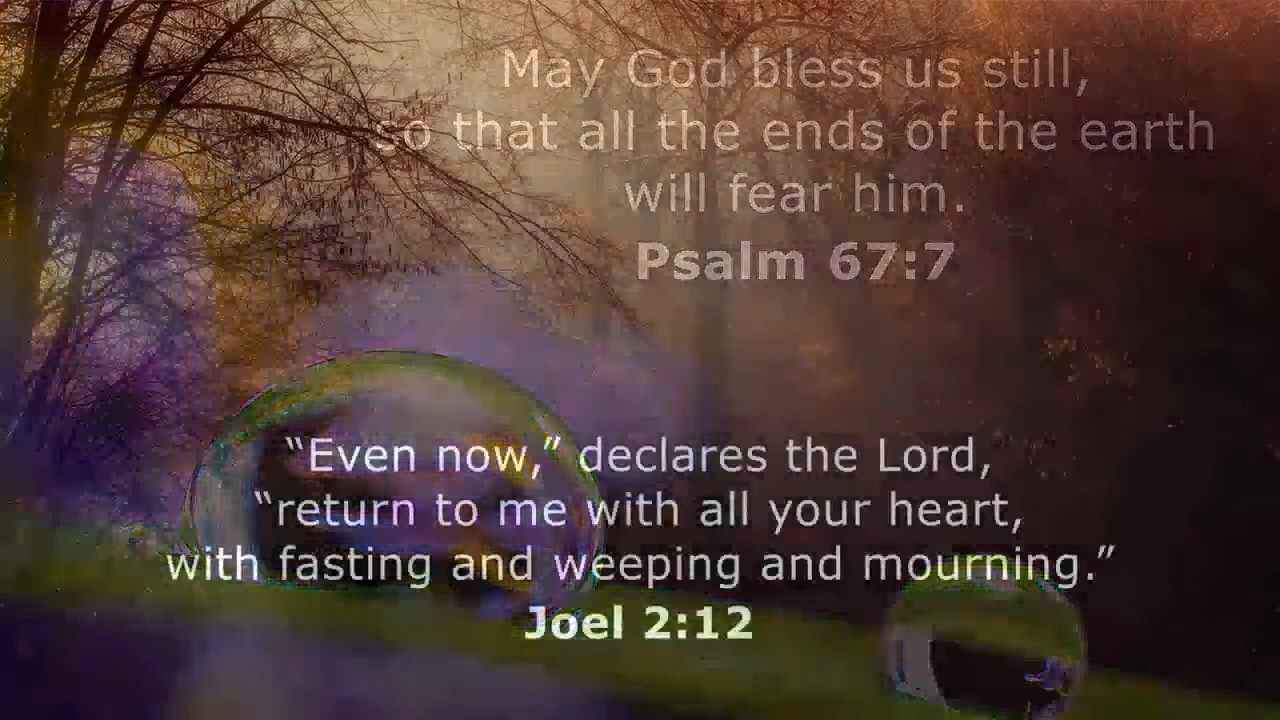 May God bless us still,
so that all the ends of the earth
will fear him.
Psalm 67:7
“Even now,” declares the Lord,
“return to me with all your heart,
with fasting and weeping and mourning.”
Joel 2:12